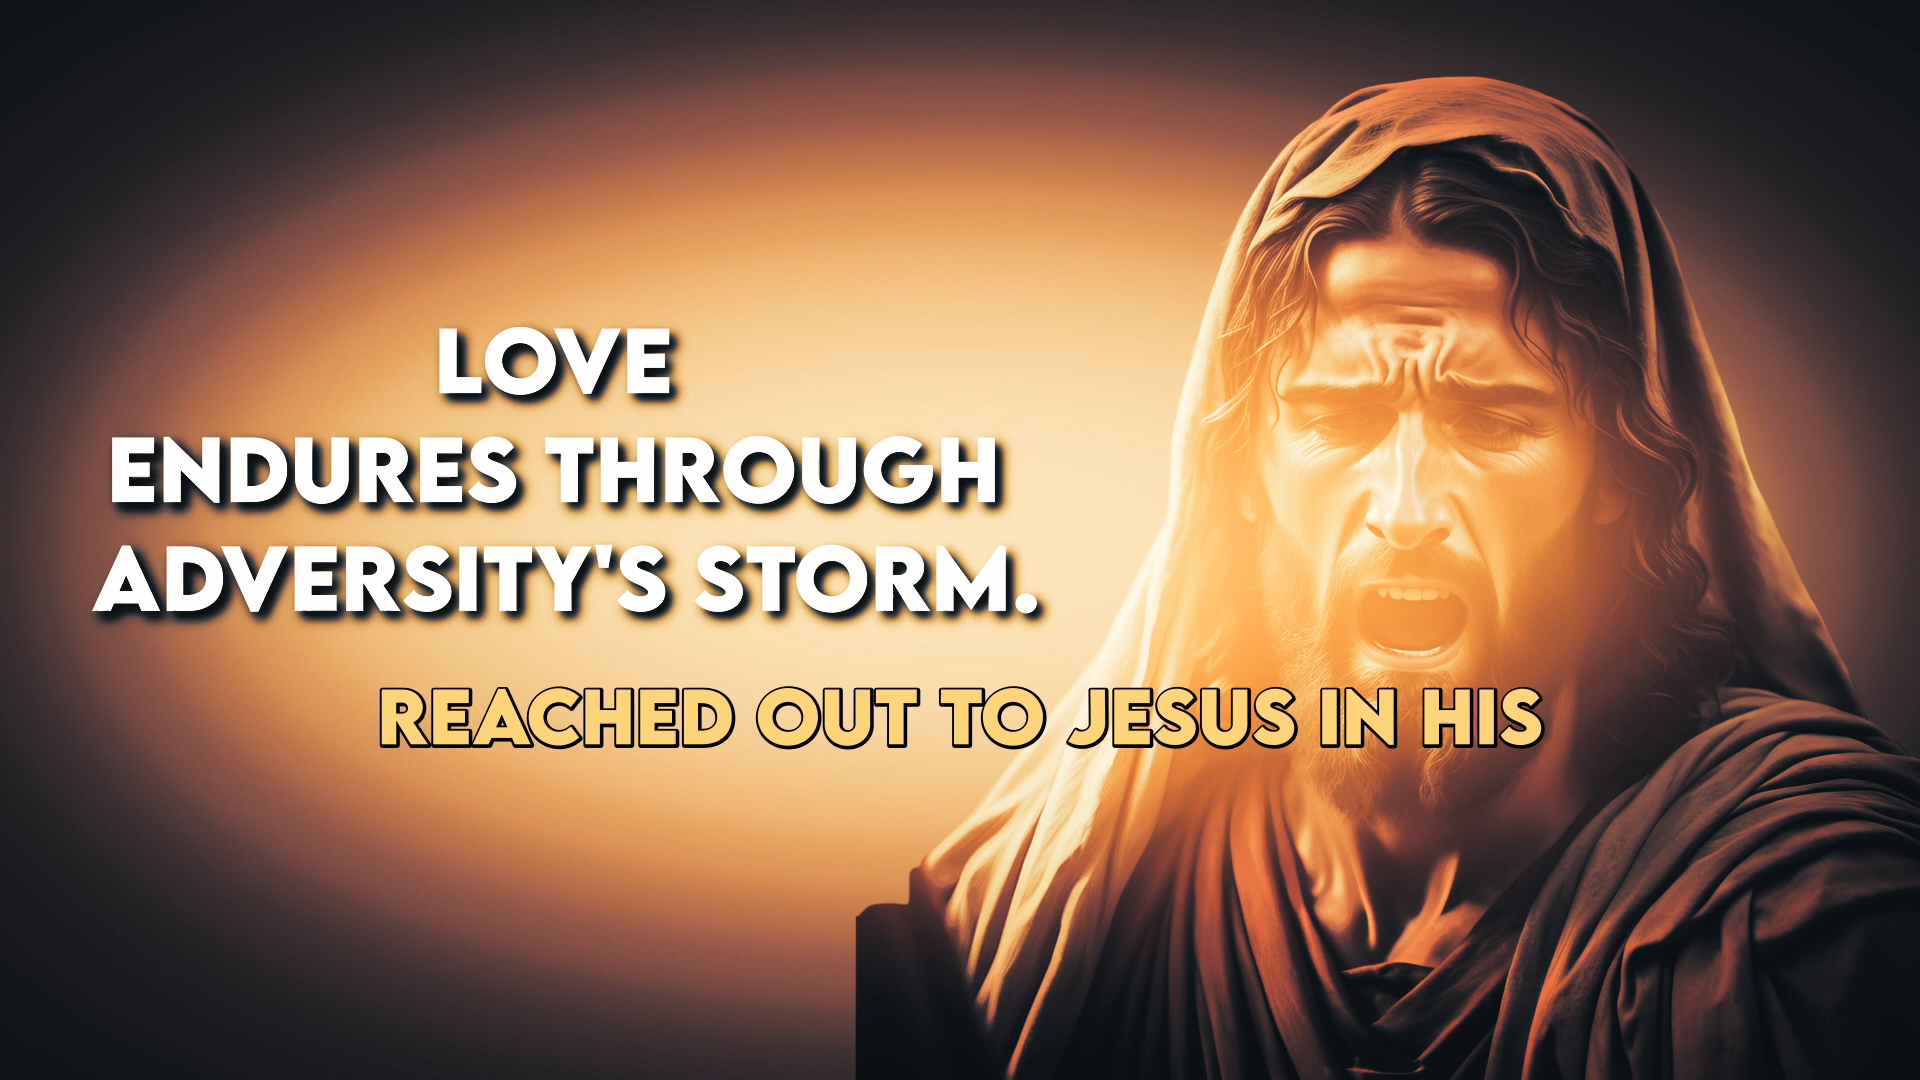 LOVE
ENDURES THROUGH
ADVERSITY'S STORM.
REACHED OUT TO JESUS IN HIS